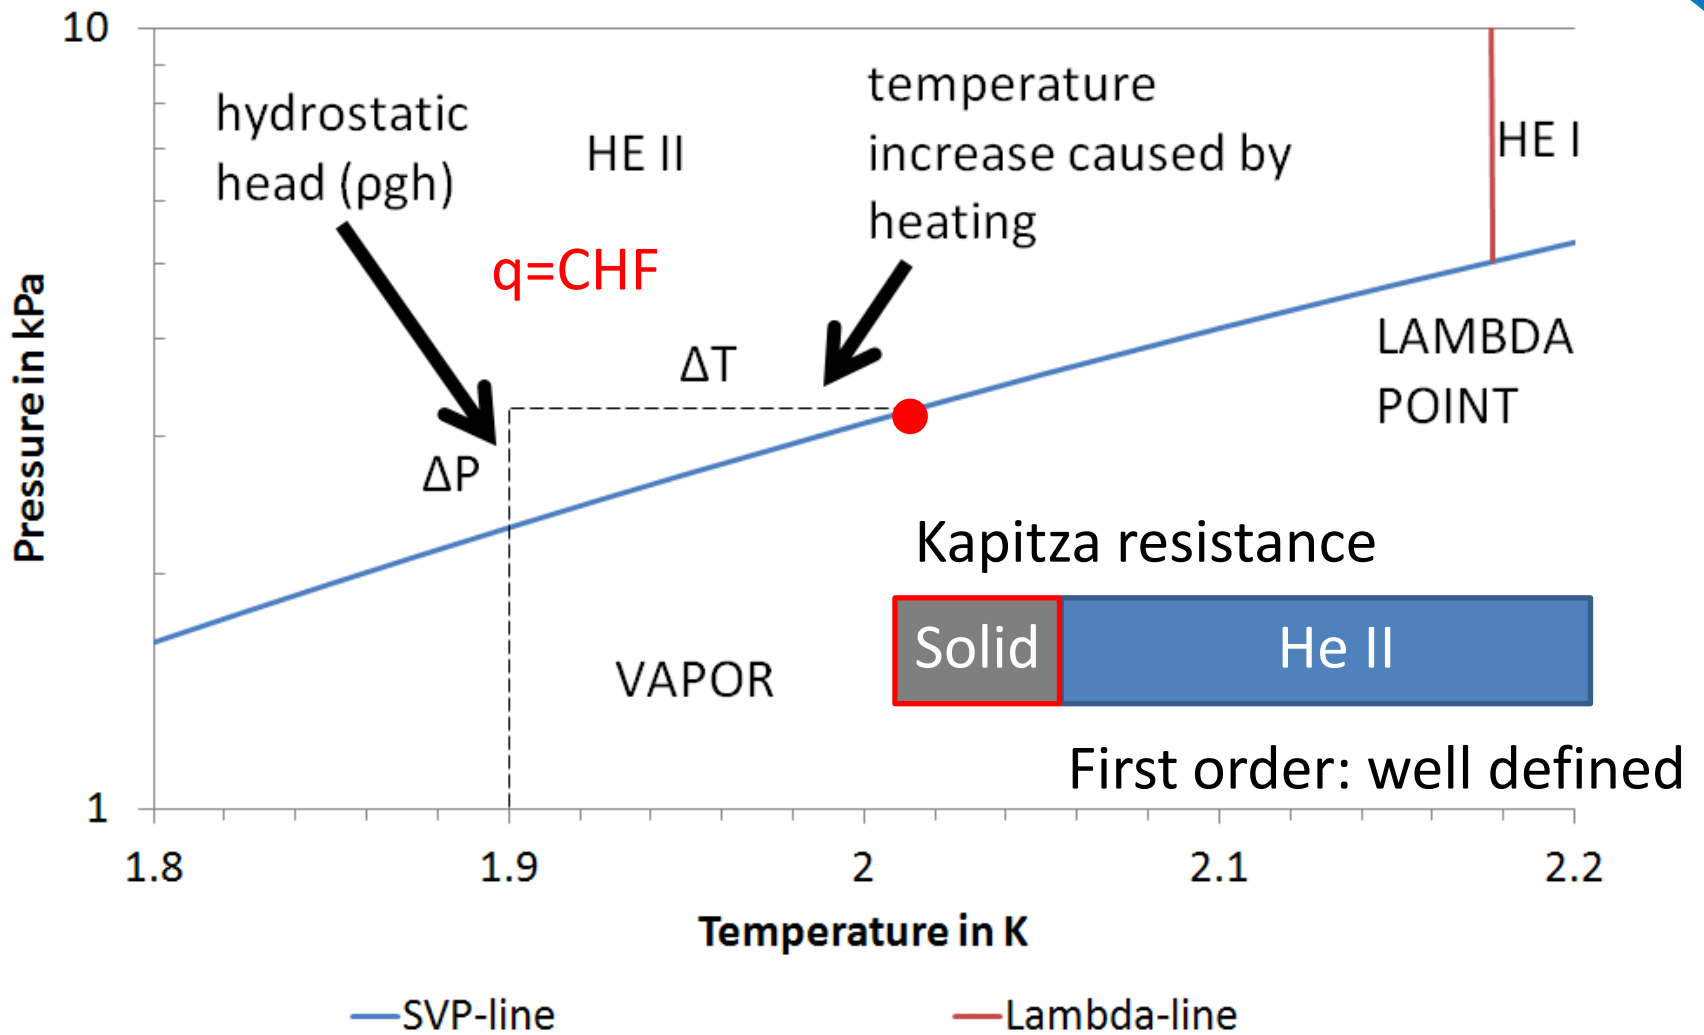 10
hydrostatic
head (ρgh)
HE II
temperature
increase caused by
heating
HE I
q=CHF
ΔT
ΔP
LAMBDA
POINT
Pressure in kPa
Kapitza resistance
Solid
He II
VAPOR
First order: well defined
1
1.8
1.9
2
2.1
2.2
Temperature in K
SVP-line
Lambda-line